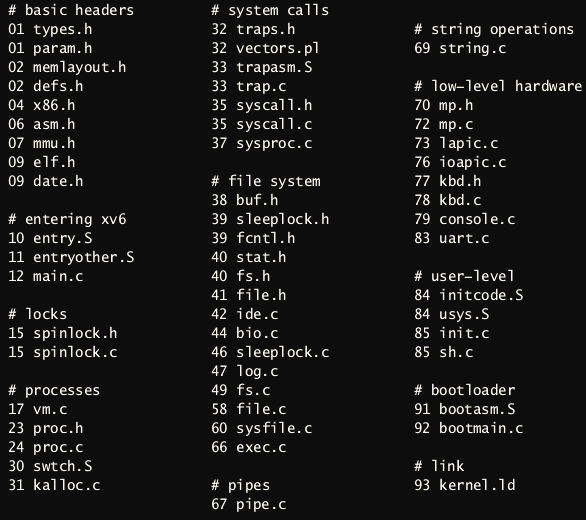 # basic headers
01 types.h
01 param.h
02 memlayout.h
02 defs.h
04 x86.h
06 asm.h
07 mmu.h
09 elf.h
09 date.h
# entering xv6
10 entry.S
11 entryother.S
12 main.c
# locks
15 spinlock.h
15 spinlock.c
# processes
17 vm.c
23 proc.h
24 proc.c
30 swtch.S
31 kalloc.c
# system calls
32 traps.h
32 vectors.pl
33 trapasm.S
33 trap.c
35 syscall.h
35 syscall.c
37 sysproc.c
# file system
38 buf.h
39 sleeplock.h
39 fcntl.h
40 stat.h
40 fs.h
41 file.h
42 ide.c
44 bio.c
46 sleeplock.c
47 log.c
49 fs.c
58 file.c
60 sysfile.c
66 exec.c
# pipes
67 pipe.c
# string operations
69 string.c
# low-level hardware
70 mp.h
72 mp.c
73 lapic.c
76 ioapic.c
77 kbd.h
78 kbd.c
79 console.c
83 uart.c
# user-level
84 initcode.S
84 usys.S
85 init.c
85 sh.c
# bootloader
91 bootasm.S
92 bootmain.c
# link
93 kernel.ld